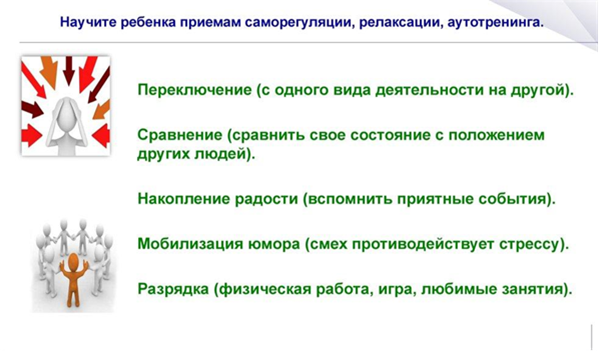 Научите ребенка приемам саморегуляции, релаксации, аутотренинга.
Переключение (с одного вида деятельности на другой).
Сравнение (сравнить свое состояние с положением
других людей).
Накопление радости (вспомнить приятные события).
Мобилизация юмора (смех противодействует стрессу).
Разрядка (физическая работа, игра, любимые занятия).